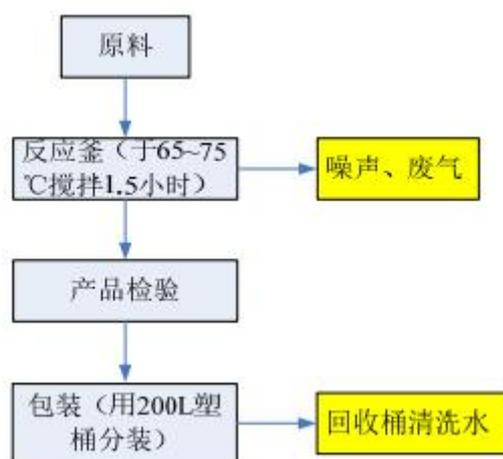 原料
反应釜（于65~75
℃搅拌1.5小时）
噪声、废气
产品检验
包装（用200L塑
桶分装）
回收桶清洗水